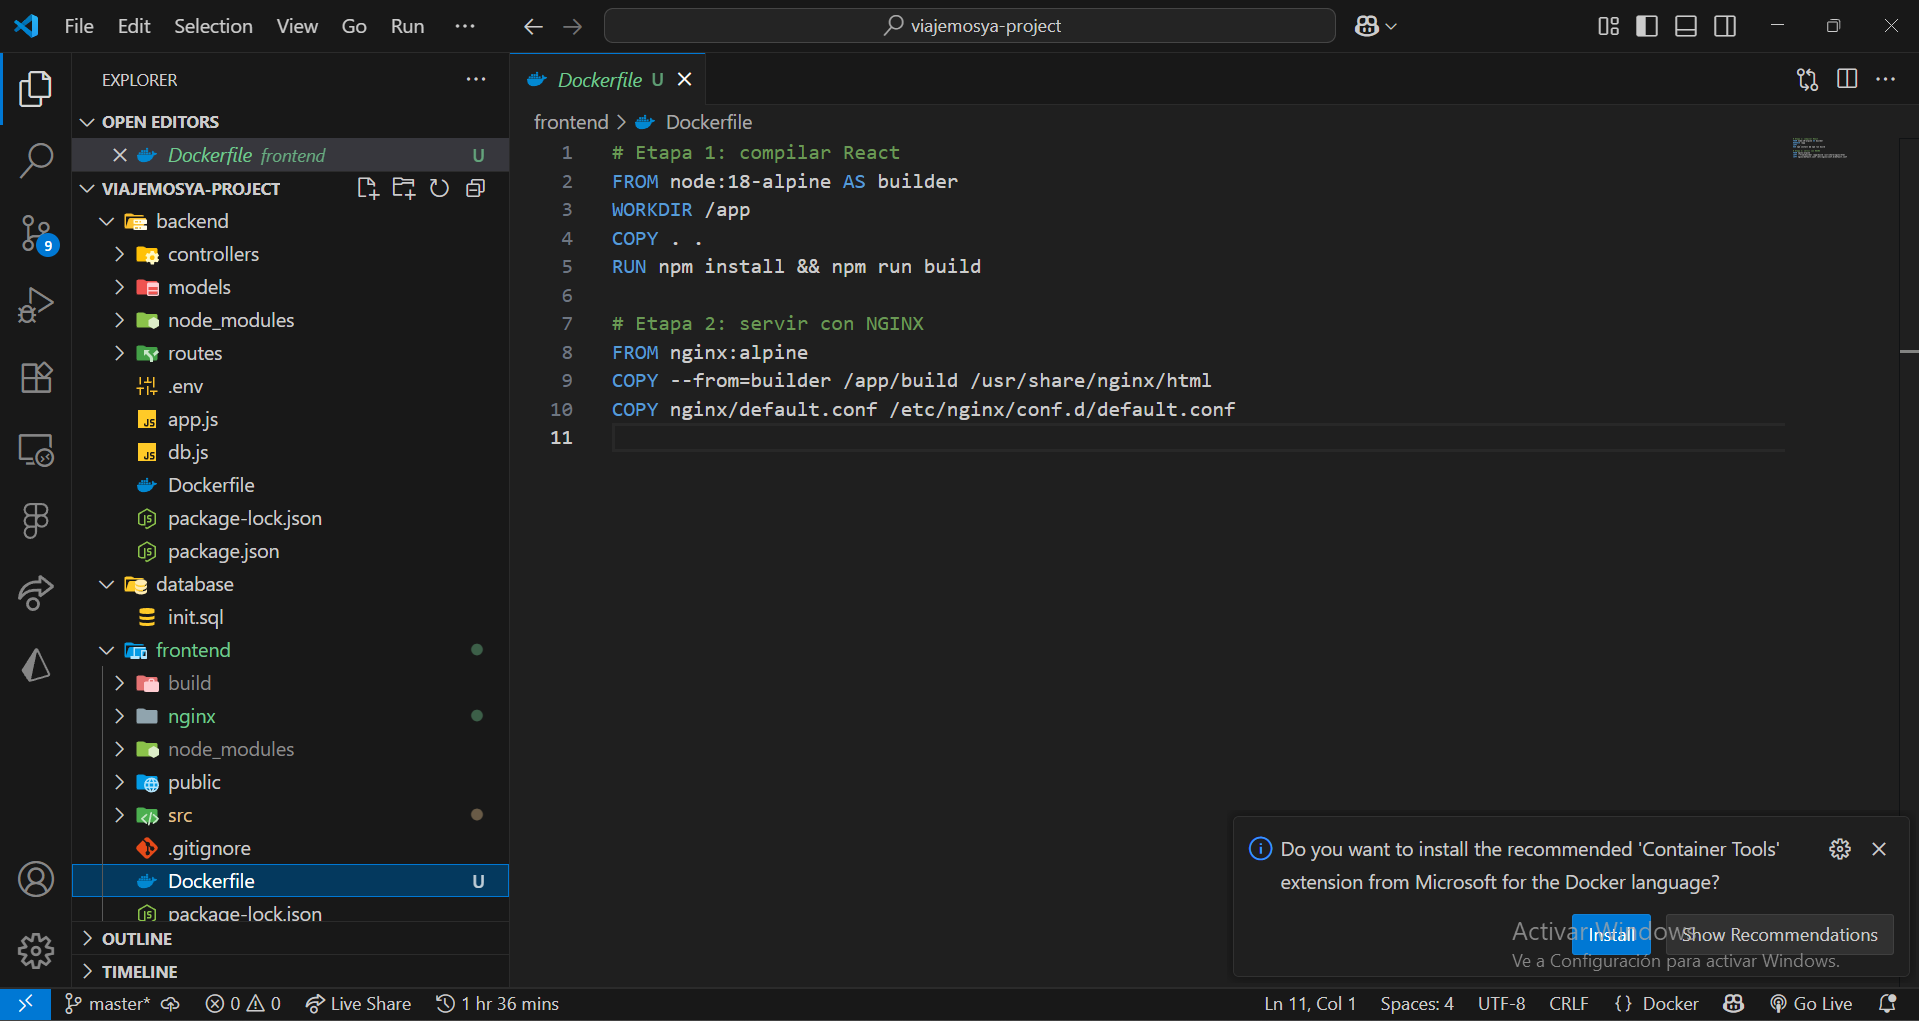 File Edit Selection View Go Run ···
viajemosya-project
EXPLORER
OPEN EDITORS
Dockerfile frontend U
VIAJEMOSYA-PROJECT
backend
controllers
models
node_modules
routes
.env
app.js
db.js
Dockerfile
package-lock.json
package.json
database
init.sql
frontend
build
nginx
node_modules
public
src
.gitignore
Dockerfile U
package-lock.json
OUTLINE
TIMELINE
9
Dockerfile U
frontend > Dockerfile
1 # Etapa 1: compilar React
2 FROM node:18-alpine AS builder
3 WORKDIR /app
4 COPY . .
5 RUN npm install && npm run build
6
7 # Etapa 2: servir con NGINX
8 FROM nginx:alpine
9 COPY --from=builder /app/build /usr/share/nginx/html
10 COPY nginx/default.conf /etc/nginx/conf.d/default.conf
11
Do you want to install the recommended 'Container Tools'
extension from Microsoft for the Docker language?
Install
Show Recommendations
Activar Windows
Ve a Configuración para activar Windows.
master* 0 0 Live Share 1 hr 36 mins
Ln 11, Col 1 Spaces: 4 UTF-8 CRLF {} Docker Go Live